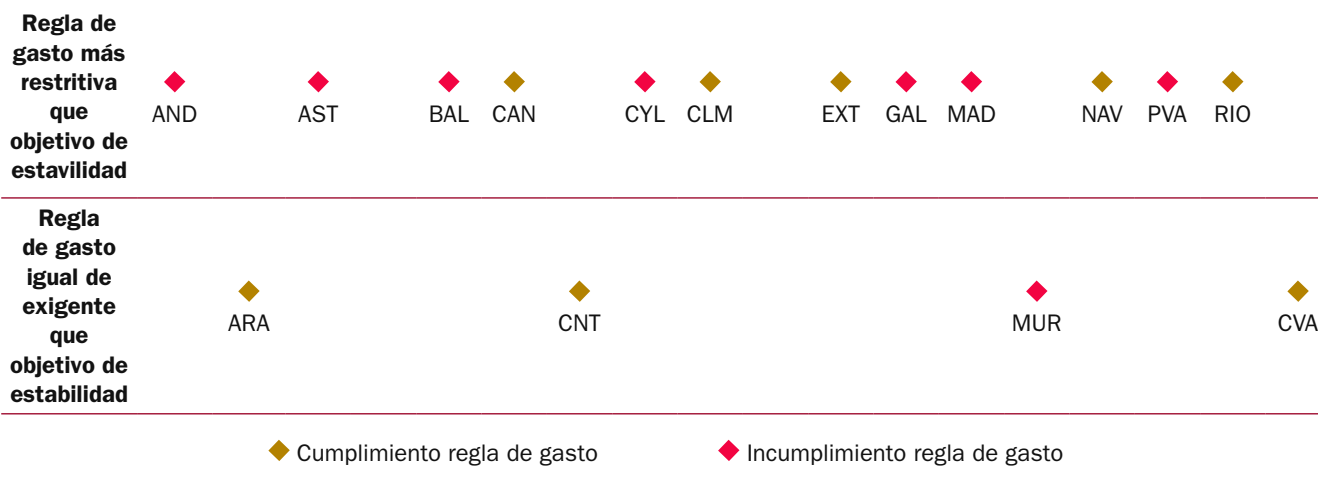 Regla de
gasto más
restritiva
que
objetivo de
estavilidad
AND AST BAL CAN CYL CLM EXT GAL MAD NAV PVA RIO
Regla
de gasto
igual de
exigente
que
objetivo de
estabilidad
ARA CNT MUR CVA
Cumplimiento regla de gasto Incumplimiento regla de gasto